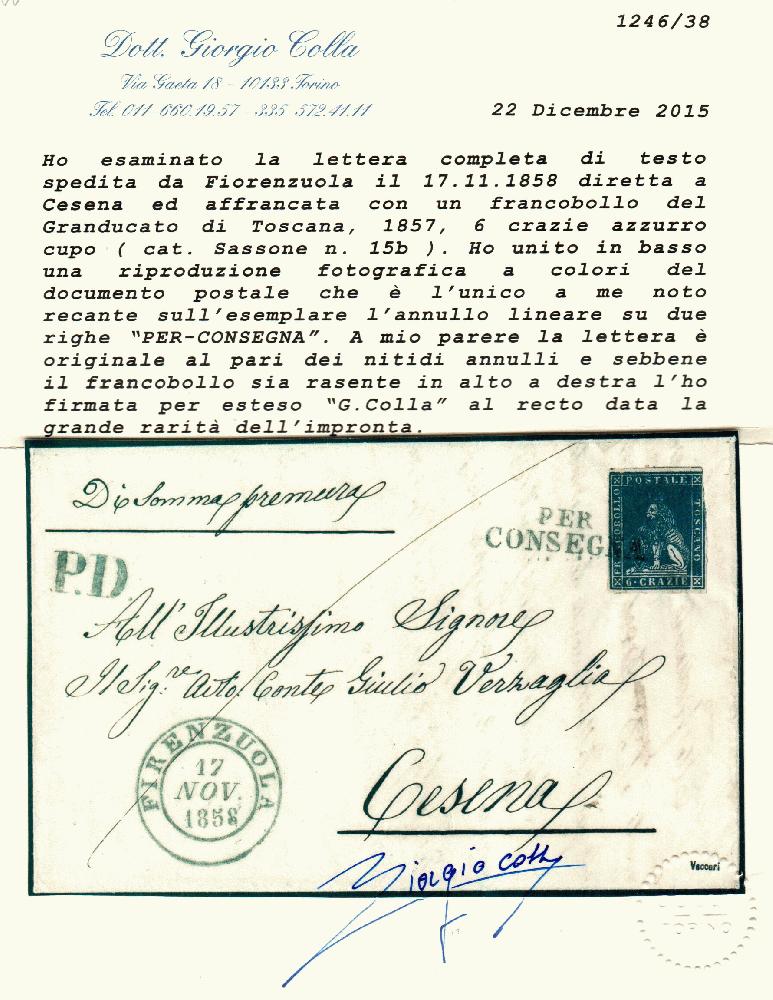 1246/38
Dott. Giorgio Colla
Via Gaeta 18 - 10133 Torino
Tel. 011 660.19.57 - 335 572.41.11
22 Dicembre 2015
Ho esaminato la lettera completa di testo
spedita da Fiorenzuola il 17.11.1858 diretta a
Cesena ed affrancata con un francobollo del
Granducato di Toscana, 1857, 6 crazie azzurro
cupo ( cat. Sassone n. 15b ). Ho unito in basso
una riproduzione fotografica a colori del
documento postale che è l'unico a me noto
recante sull'esemplare l'annullo lineare su due
righe "PER-CONSEGNA". A mio parere la lettera è
originale al pari dei nitidi annulli e sebbene
il francobollo sia rasente in alto a destra l'ho
firmata per esteso "G.Colla" al recto data la
grande rarità dell'impronta.
Di Somma premura
PER
CONSEGNA
FRANCOBOLLO
POSTALE
TOSCANO
6·CRAZIE
P.D
All'Illustrissimo Signore
Il Sig.re Conte Giulio Verzaglia
FIRENZUOLA
17
NOV.
1858
Cesena
Giorgio Colla
Vaccari
TORINO